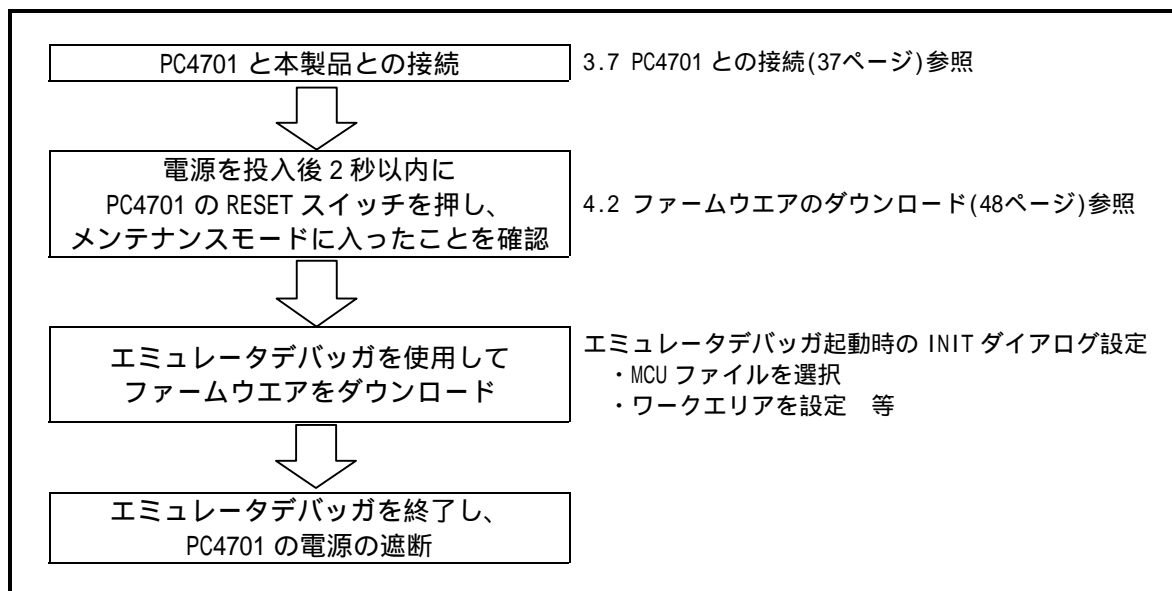 PC4701 と本製品との接続
3.7 PC4701 との接続(37ページ)参照
電源を投入後 2 秒以内に
PC4701 の RESET スイッチを押し、
メンテナンスモードに入ったことを確認
4.2 ファームウエアのダウンロード(48ページ)参照
エミュレータデバッガを使用して
ファームウエアをダウンロード
エミュレータデバッガ起動時の INIT ダイアログ設定
・MCU ファイルを選択
・ワークエリアを設定　等
エミュレータデバッガを終了し、
PC4701 の電源の遮断